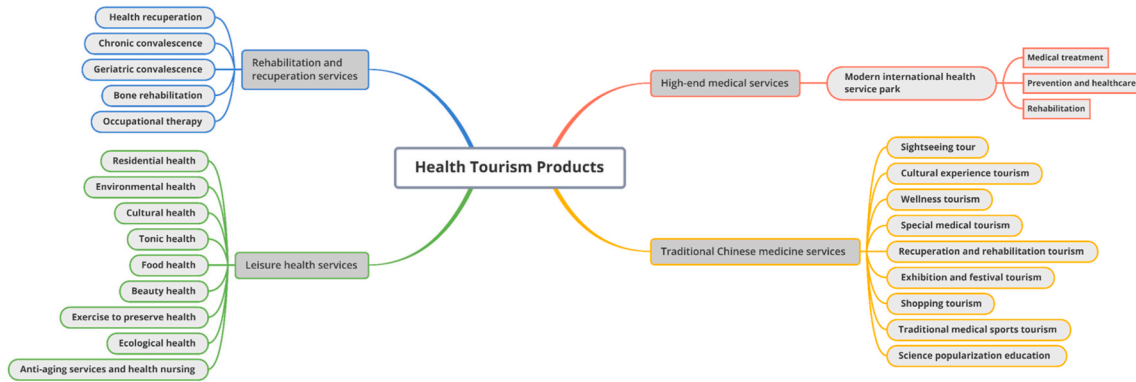 Health recuperation
Chronic convalescence
Geriatric convalescence
Bone rehabilitation
Occupational therapy
Rehabilitation and
recuperation services
Residential health
Environmental health
Cultural health
Tonic health
Food health
Beauty health
Exercise to preserve health
Ecological health
Anti-aging services and health nursing
Leisure health services
Health Tourism Products
High-end medical services
Modern international health
service park
Medical treatment
Prevention and healthcare
Rehabilitation
Traditional Chinese medicine services
Sightseeing tour
Cultural experience tourism
Wellness tourism
Special medical tourism
Recuperation and rehabilitation tourism
Exhibition and festival tourism
Shopping tourism
Traditional medical sports tourism
Science popularization education